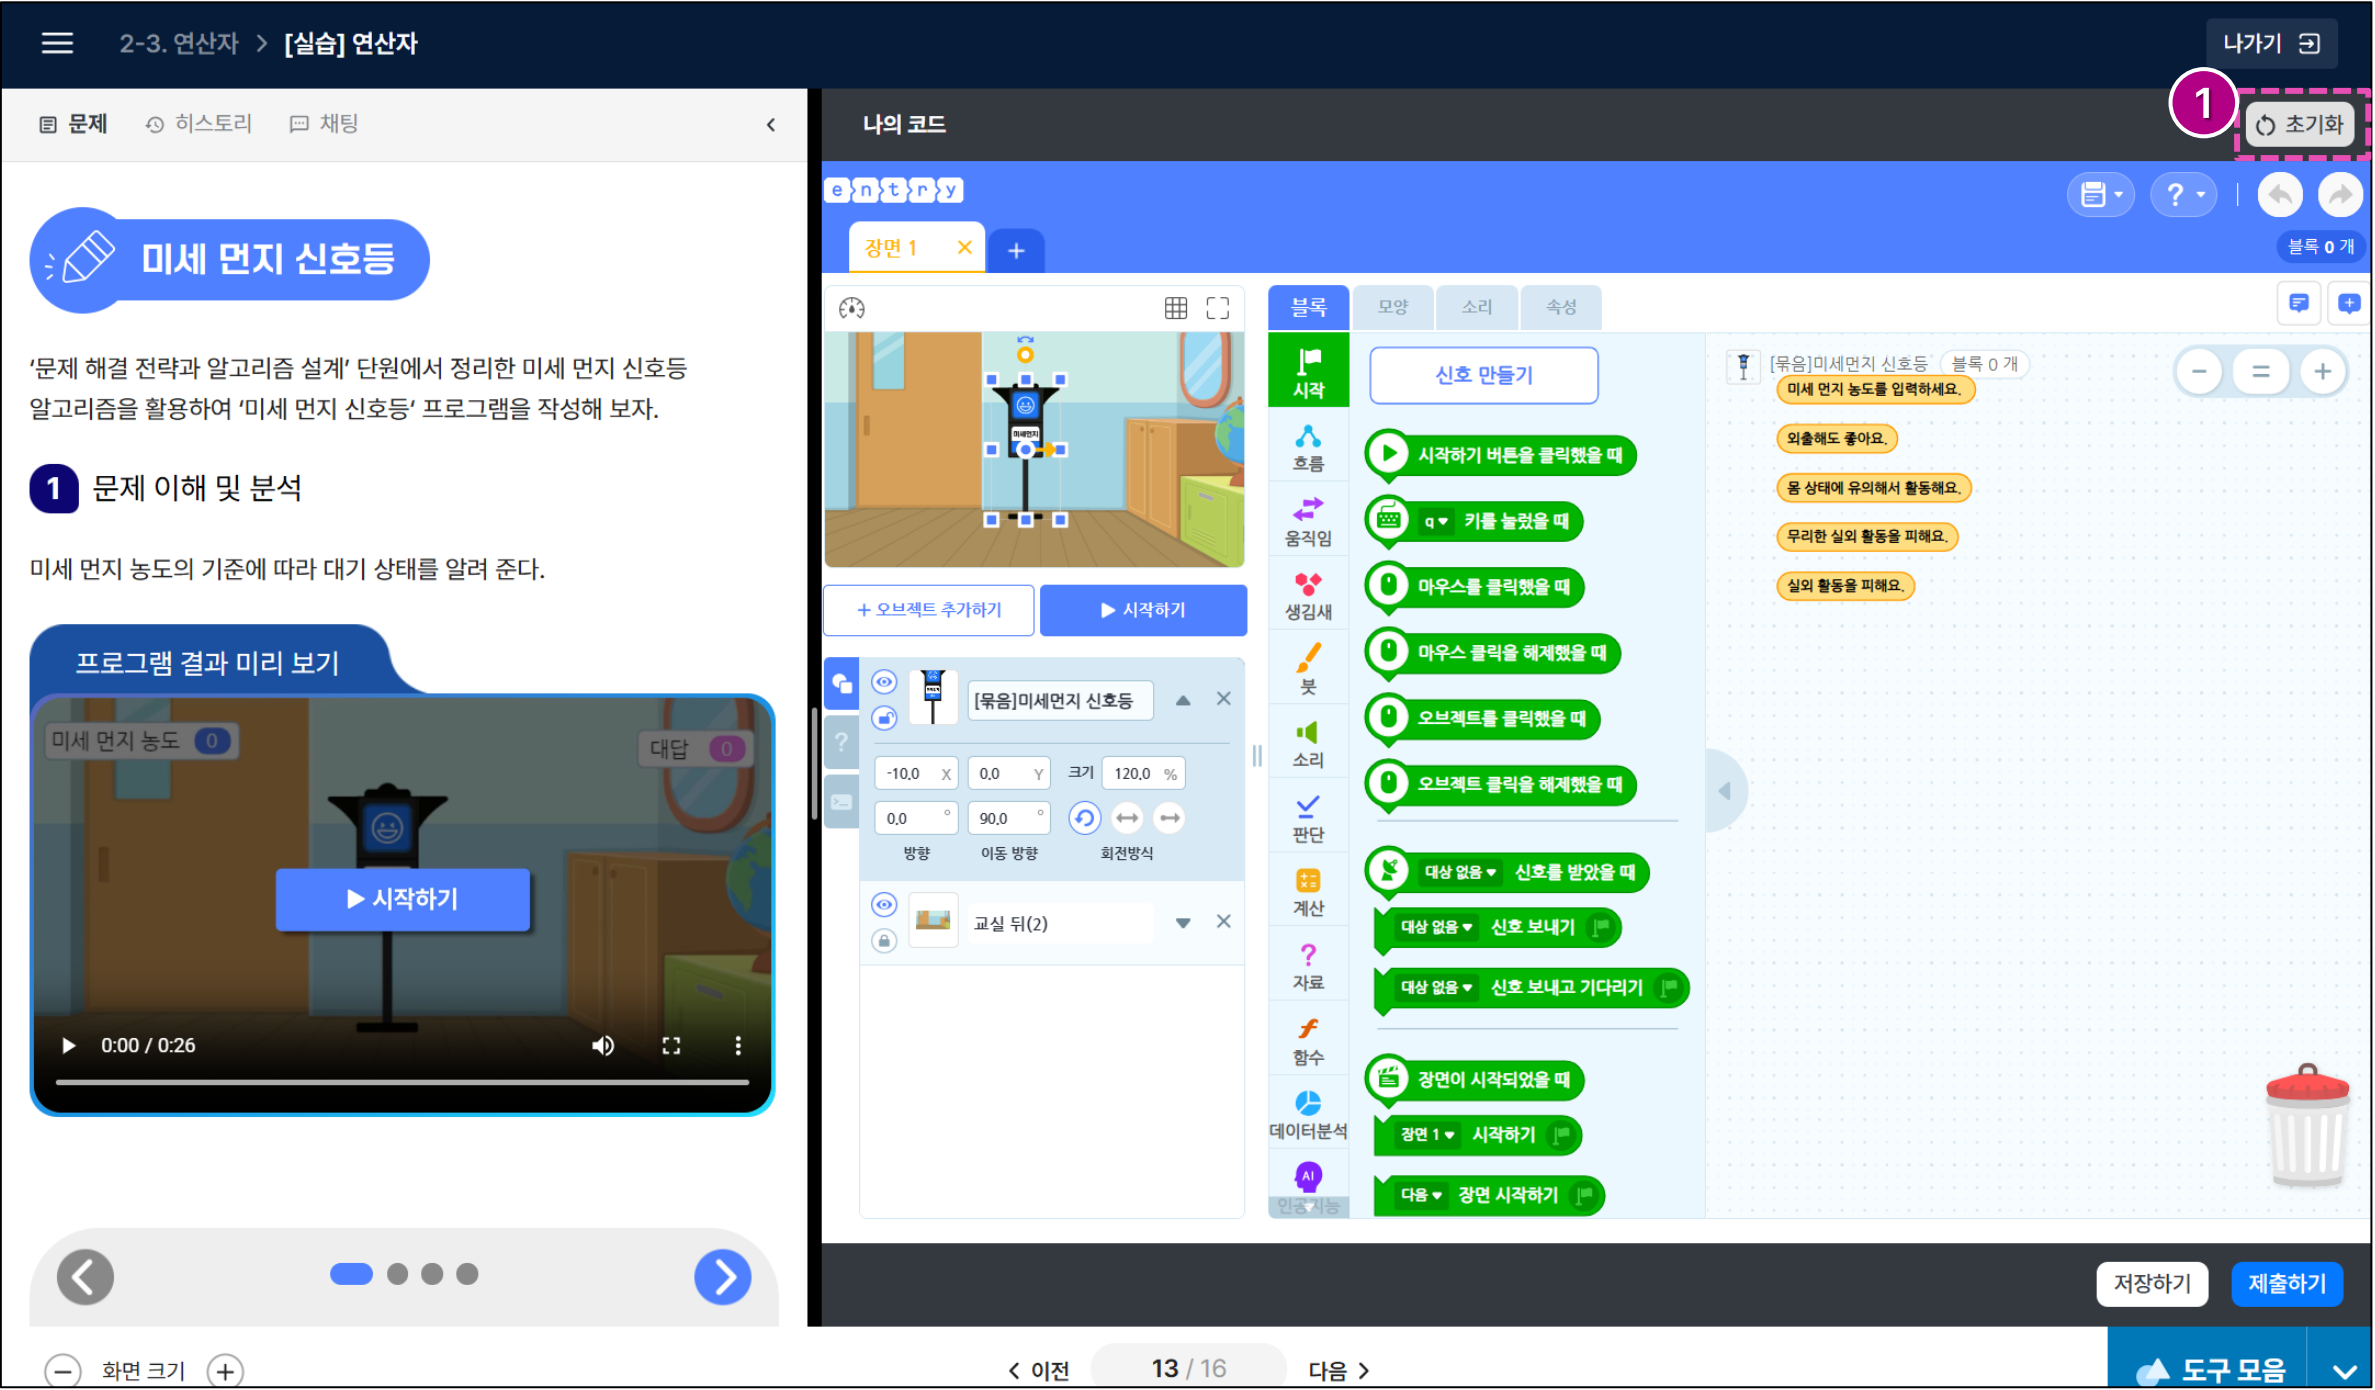 2-3. 연산자 > [실습] 연산자
나가기
문제
히스토리
채팅
나의 코드
1
초기화
미세 먼지 신호등
‘문제 해결 전략과 알고리즘 설계’ 단원에서 정리한 미세 먼지 신호등
알고리즘을 활용하여 ‘미세 먼지 신호등‘ 프로그램을 작성해 보자.
1 문제 이해 및 분석
미세 먼지 농도의 기준에 따라 대기 상태를 알려 준다.
프로그램 결과 미리 보기
미세 먼지 농도 0
대답 0
시작하기
0:00 / 0:26
entry
장면 1
블록 0 개
미세먼지
+ 오브젝트 추가하기
시작하기
[묶음]미세먼지 신호등
-10.0 X
0.0 Y
크기 120.0 %
0.0 °
90.0 °
방향
이동 방향
회전방식
교실 뒤(2)
블록
모양
소리
속성
시작
흐름
움직임
생김새
붓
소리
판단
계산
자료
함수
데이터분석
AI
인공지능
신호 만들기
시작하기 버튼을 클릭했을 때
q 키를 눌렀을 때
마우스를 클릭했을 때
마우스 클릭을 해제했을 때
오브젝트를 클릭했을 때
오브젝트 클릭을 해제했을 때
대상 없음 신호를 받았을 때
대상 없음 신호 보내기
대상 없음 신호 보내고 기다리기
장면이 시작되었을 때
장면 1 시작하기
다음 장면 시작하기
[묶음]미세먼지 신호등 블록 0 개
미세 먼지 농도를 입력하세요.
외출해도 좋아요.
몸 상태에 유의해서 활동해요.
무리한 실외 활동을 피해요.
실외 활동을 피해요.
저장하기
제출하기
화면 크기
이전
13 / 16
다음
도구 모음